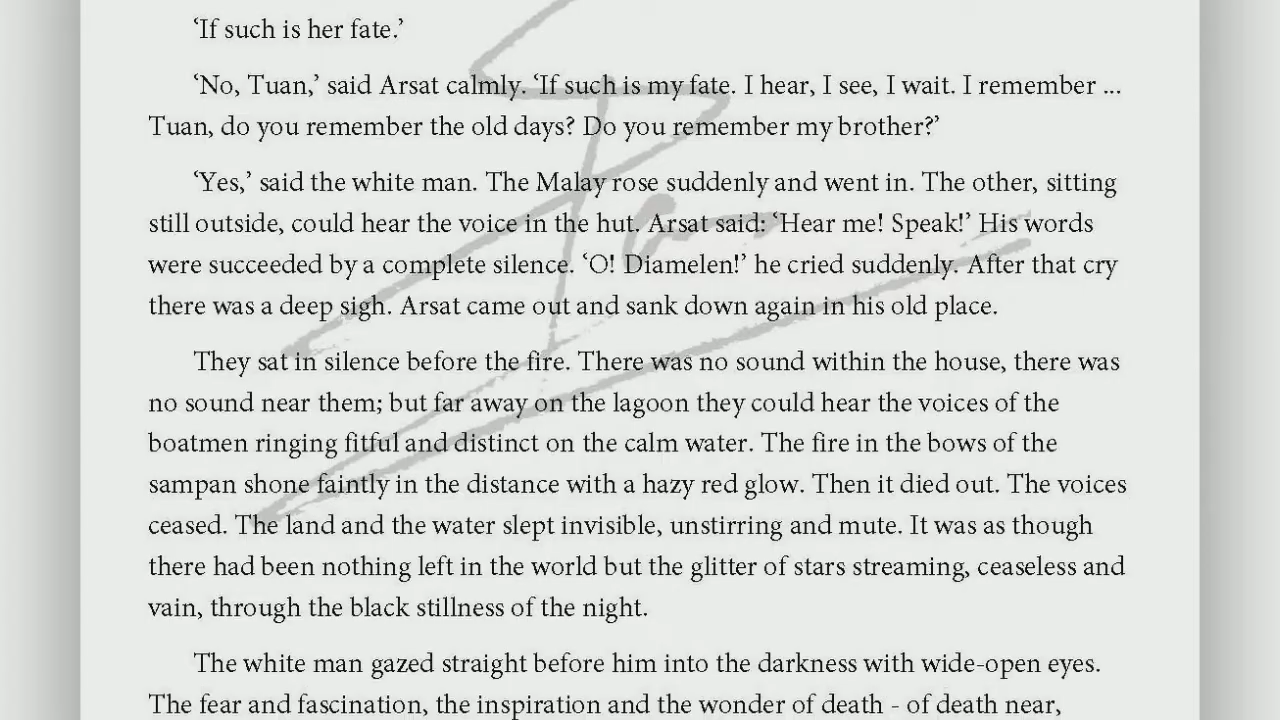 ‘If such is her fate.’
‘No, Tuan,’ said Arsat calmly. ‘If such is my fate. I hear, I see, I wait. I remember ...
Tuan, do you remember the old days? Do you remember my brother?’
‘Yes,’ said the white man. The Malay rose suddenly and went in. The other, sitting
still outside, could hear the voice in the hut. Arsat said: ‘Hear me! Speak!’ His words
were succeeded by a complete silence. ‘O! Diamelen!’ he cried suddenly. After that cry
there was a deep sigh. Arsat came out and sank down again in his old place.
They sat in silence before the fire. There was no sound within the house, there was
no sound near them; but far away on the lagoon they could hear the voices of the
boatmen ringing fitful and distinct on the calm water. The fire in the bows of the
sampan shone faintly in the distance with a hazy red glow. Then it died out. The voices
ceased. The land and the water slept invisible, unstirring and mute. It was as though
there had been nothing left in the world but the glitter of stars streaming, ceaseless and
vain, through the black stillness of the night.
The white man gazed straight before him into the darkness with wide-open eyes.
The fear and fascination, the inspiration and the wonder of death - of death near,